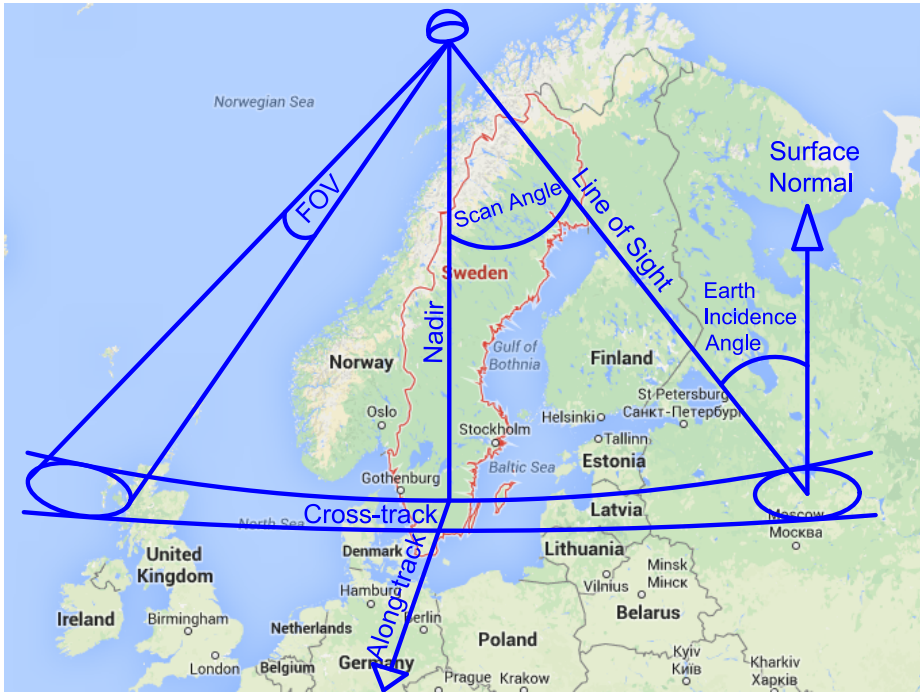 Norwegian Sea
Surface
Normal
FOV
Scan Angle
Line of Sight
Sweden
Nadir
Earth
Incidence
Angle
Gulf of
Bothnia
Norway
Finland
St Petersburg
Санкт-Петербург
Oslo
Helsinki
Stockholm
Tallinn
Baltic Sea
Estonia
Gothenburg
Cross-track
North Sea
Latvia
Moscow
Москва
Denmark
Lithuania
United
Kingdom
Along-track
Vilnius
Minsk
Мінск
Hamburg
Ireland
Birmingham
Netherlands
Berlin
Belarus
Poland
London
Belgium
Germany
Kyiv
Київ
Kharkiv
Харків
Prague
Krakow